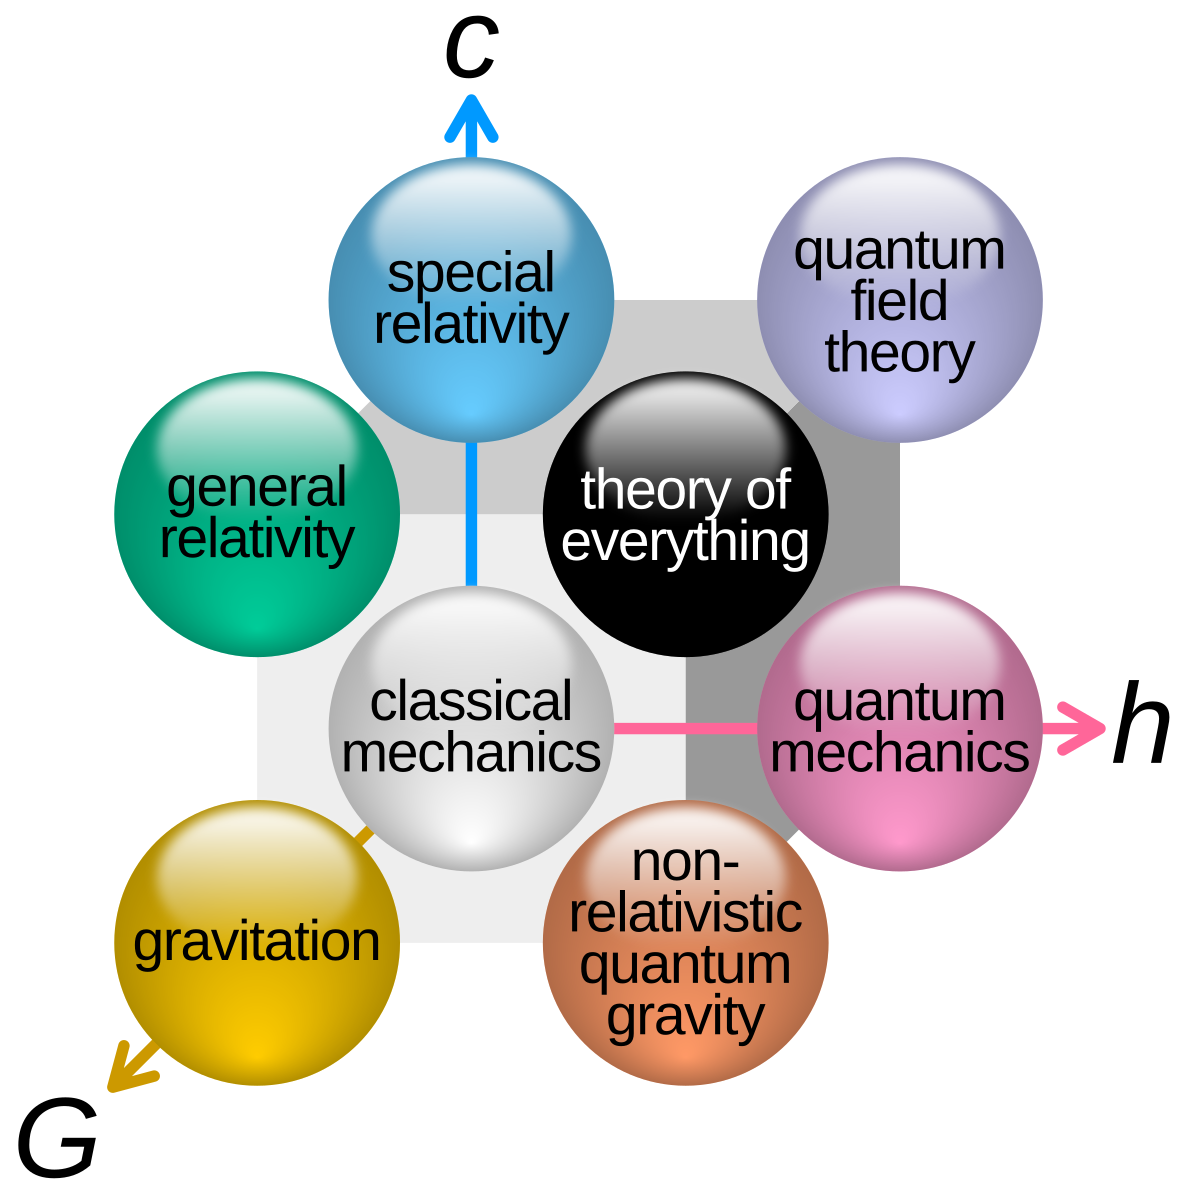 c
special
relativity
quantum
field
theory
general
relativity
theory of
everything
classical
mechanics
quantum
mechanics
h
gravitation
non-
relativistic
quantum
gravity
G